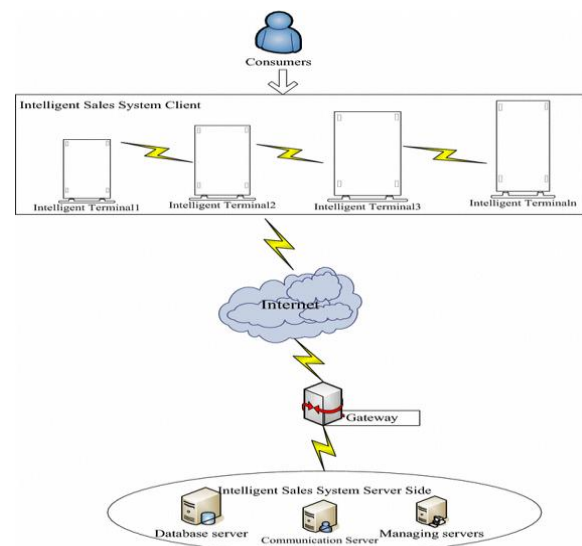 Consumers
Intelligent Sales System Client
Intelligent Terminal1
Intelligent Terminal2
Intelligent Terminal3
Intelligent Terminaln
Internet
Gateway
Intelligent Sales System Server Side
Database server
Communication Server
Managing servers